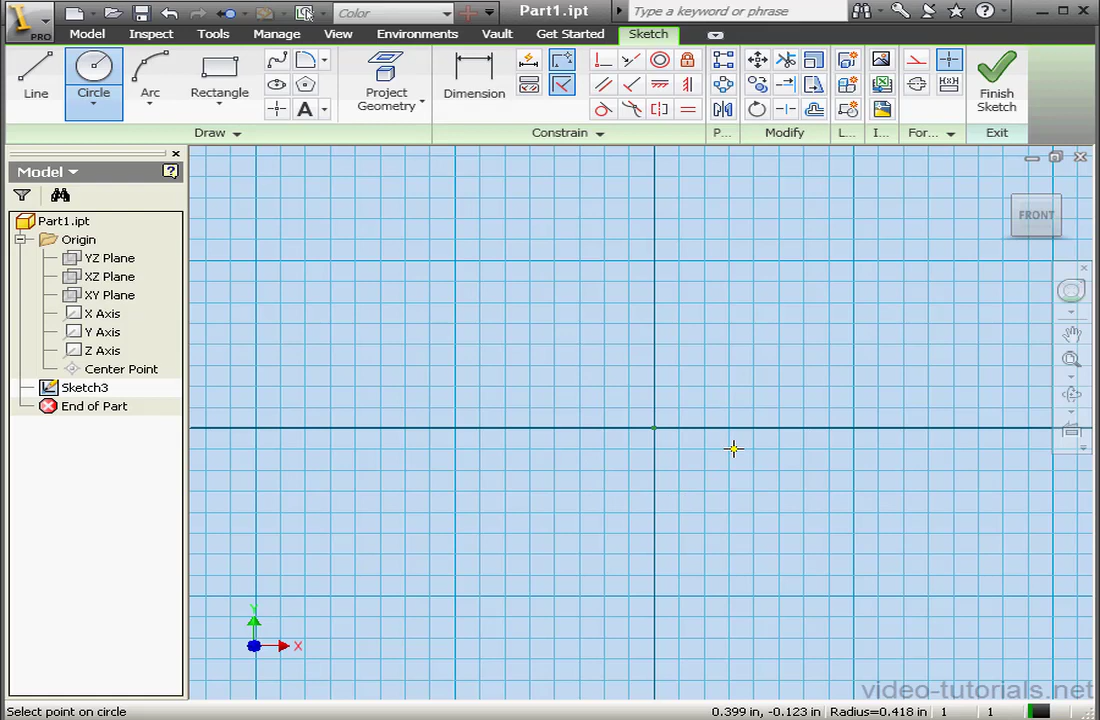 PRO
Color
Part1.ipt
Type a keyword or phrase
Model
Inspect
Tools
Manage
View
Environments
Vault
Get Started
Sketch
Line
Circle
Arc
Rectangle
A
Project Geometry
Dimension
Finish Sketch
Draw
Constrain
P...
Modify
L...
I...
For...
Exit
Model
Part1.ipt
Origin
YZ Plane
XZ Plane
XY Plane
X Axis
Y Axis
Z Axis
Center Point
Sketch3
End of Part
FRONT
Y
X
video-tutorials.net
Select point on circle
0.399 in, -0.123 in
Radius=0.418 in
1
1